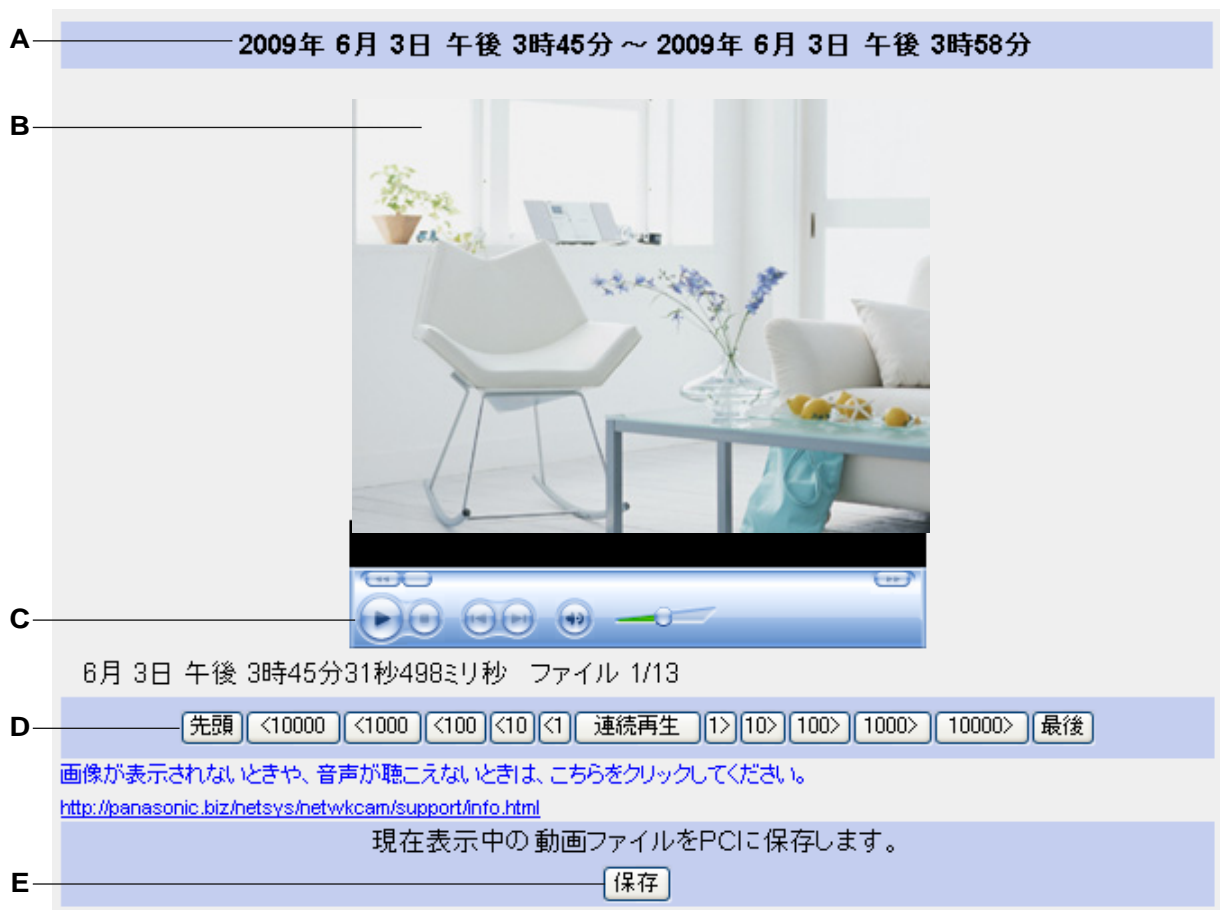 A
2009年 6月 3日 午後 3時45分 ～ 2009年 6月 3日 午後 3時58分
B
C
6月 3日 午後 3時45分31秒498ミリ秒 ファイル 1/13
D
先頭 <10000 <1000 <100 <10 <1 連続再生 1> 10> 100> 1000> 10000> 最後
画像が表示されないときや、音声が聴こえないときは、こちらをクリックしてください。
http://panasonic.biz/netsys/netwkcam/support/info.html
現在表示中の 動画ファイルをPCに保存します。
E
保存